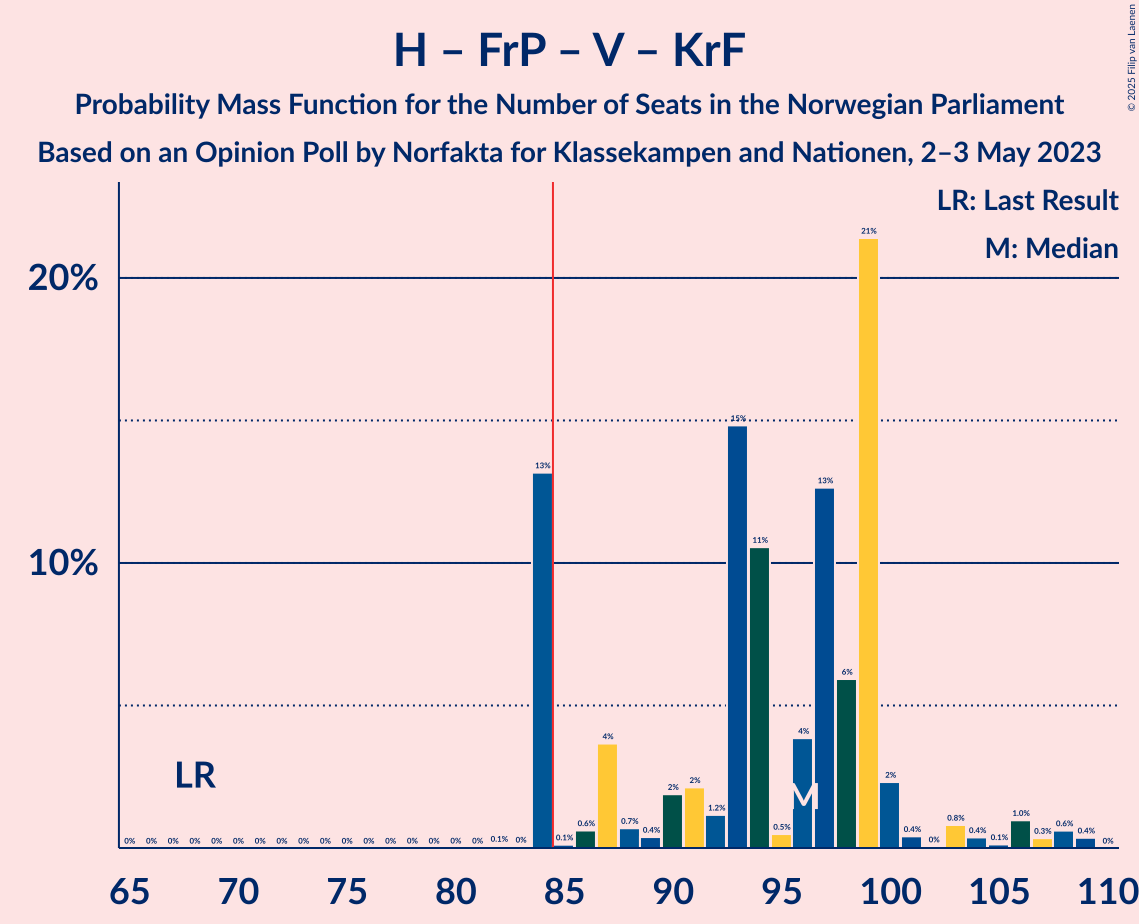 H – FrP – V – KrF
Probability Mass Function for the Number of Seats in the Norwegian Parliament
Based on an Opinion Poll by Norfakta for Klassekampen and Nationen, 2–3 May 2023
© 2025 Filip van Laenen
LR: Last Result
M: Median
20%
10%
LR
M
0% 0% 0% 0% 0% 0% 0% 0% 0% 0% 0% 0% 0% 0% 0% 0% 0% 0.1% 0% 13% 0.1% 0.6% 4% 0.7% 0.4% 2% 2% 1.2% 15% 11% 0.5% 4% 13% 6% 21% 2% 0.4% 0% 0.8% 0.4% 0.1% 1.0% 0.3% 0.6% 0.4% 0%
65 70 75 80 85 90 95 100 105 110